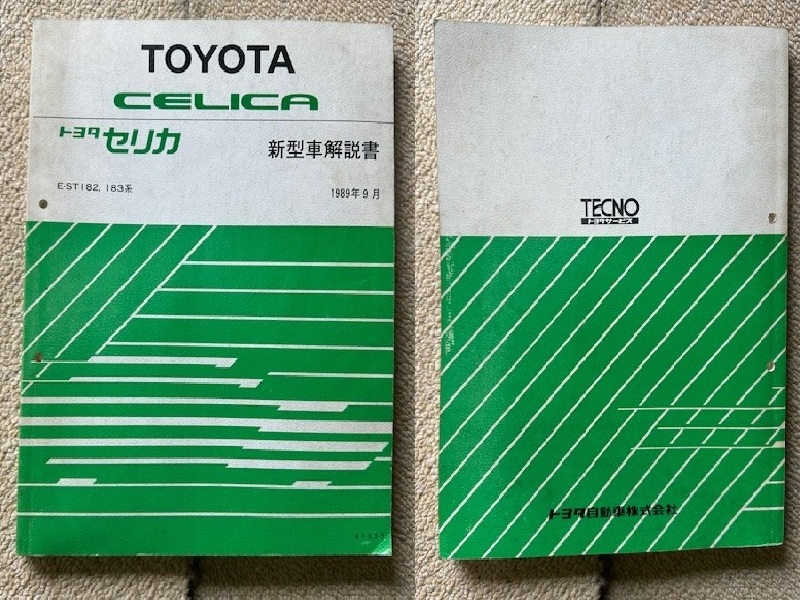 TOYOTA
CELICA
トヨタ セリカ
新型車解説書
E-ST182, 183系
1989年9月
TECNO
トヨタサービス
トヨタ自動車株式会社